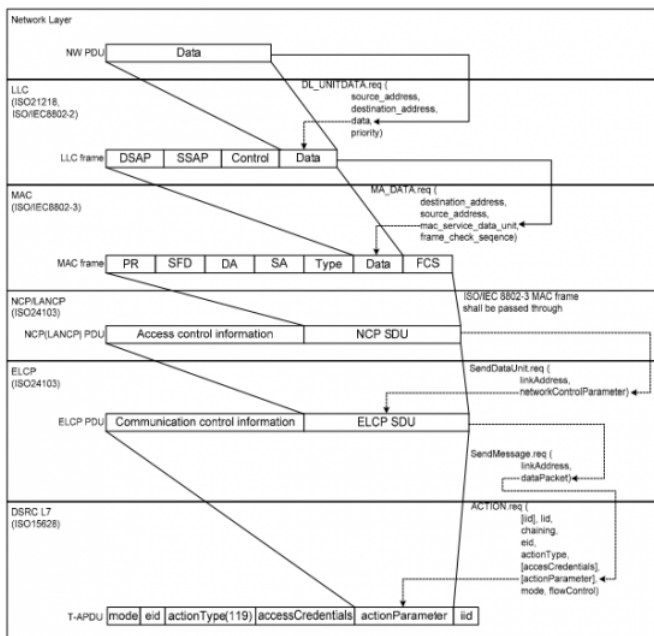 Network Layer
NW PDU
Data
LLC
(ISO21218,
ISO/IEC8802-2)
DL_UNITDATA.req (
source_address,
destination_address,
data,
priority)
LLC frame
DSAP
SSAP
Control
Data
MAC
(ISO/IEC8802-3)
MA_DATA.req (
destination_address,
source_address,
mac_service_data_unit,
frame_check_seqence)
MAC frame
PR
SFD
DA
SA
Type
Data
FCS
NCP/LANCP
(ISO24103)
ISO/IEC 8802-3 MAC frame
shall be passed through
NCP(LANCP) PDU
Access control information
NCP SDU
ELCP
(ISO24103)
SendDataUnit.req (
linkAddress,
networkControlParameter)
ELCP PDU
Communication control information
ELCP SDU
SendMessage.req (
linkAddress,
dataPacket)
DSRC L7
(ISO15628)
ACTION.req (
[iid], lid,
chaining,
eid,
actionType,
[accesCredentials],
[actionParameter],
mode, flowControl)
T-APDU
mode
eid
actionType(119)
accessCredentials
actionParameter
iid